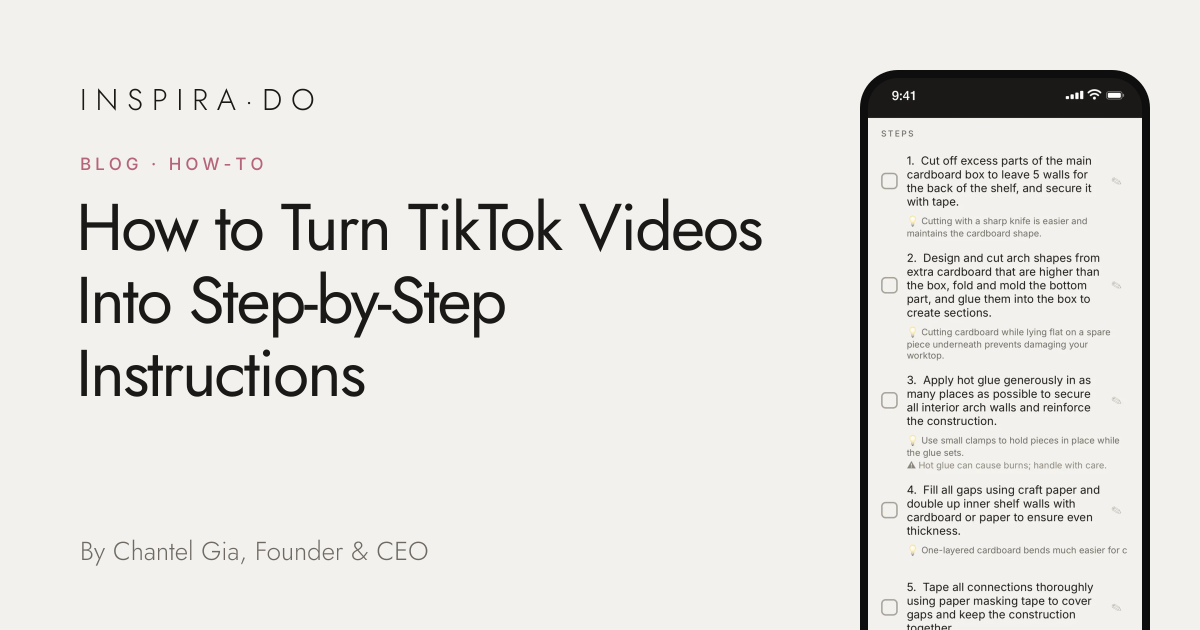 INSPIRA·DO
BLOG · HOW-TO
How to Turn TikTok Videos
Into Step-by-Step
Instructions
By Chantel Gia, Founder & CEO
9:41
STEPS
1. Cut off excess parts of the main
cardboard box to leave 5 walls for
the back of the shelf, and secure it
with tape.
💡 Cutting with a sharp knife is easier and
maintains the cardboard shape.
2. Design and cut arch shapes from
extra cardboard that are higher than
the box, fold and mold the bottom
part, and glue them into the box to
create sections.
💡 Cutting cardboard while lying flat on a spare
piece underneath prevents damaging your
worktop.
3. Apply hot glue generously in as
many places as possible to secure
all interior arch walls and reinforce
the construction.
💡 Use small clamps to hold pieces in place while
the glue sets.
⚠ Hot glue can cause burns; handle with care.
4. Fill all gaps using craft paper and
double up inner shelf walls with
cardboard or paper to ensure even
thickness.
💡 One-layered cardboard bends much easier for c
5. Tape all connections thoroughly
using paper masking tape to cover
gaps and keep the construction
together